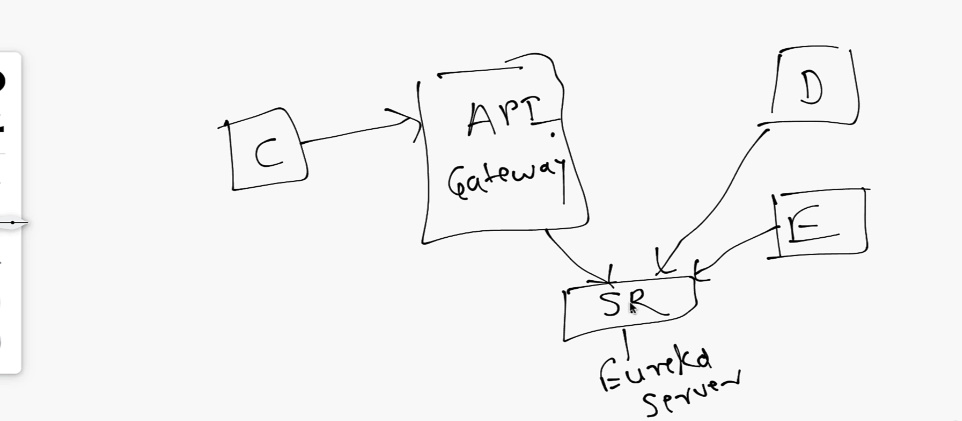 C
API
Gateway
D
E
SR
Eureka
Server